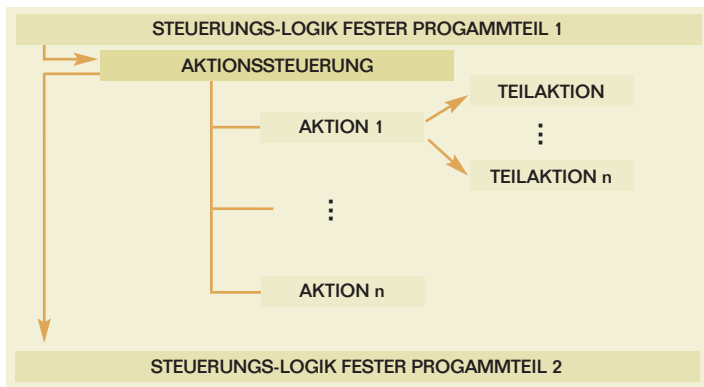 STEUERUNGS-LOGIK FESTER PROGAMMTEIL 1
AKTIONSSTEUERUNG
TEILAKTION
AKTION 1
⋮
TEILAKTION n
⋮
AKTION n
STEUERUNGS-LOGIK FESTER PROGAMMTEIL 2